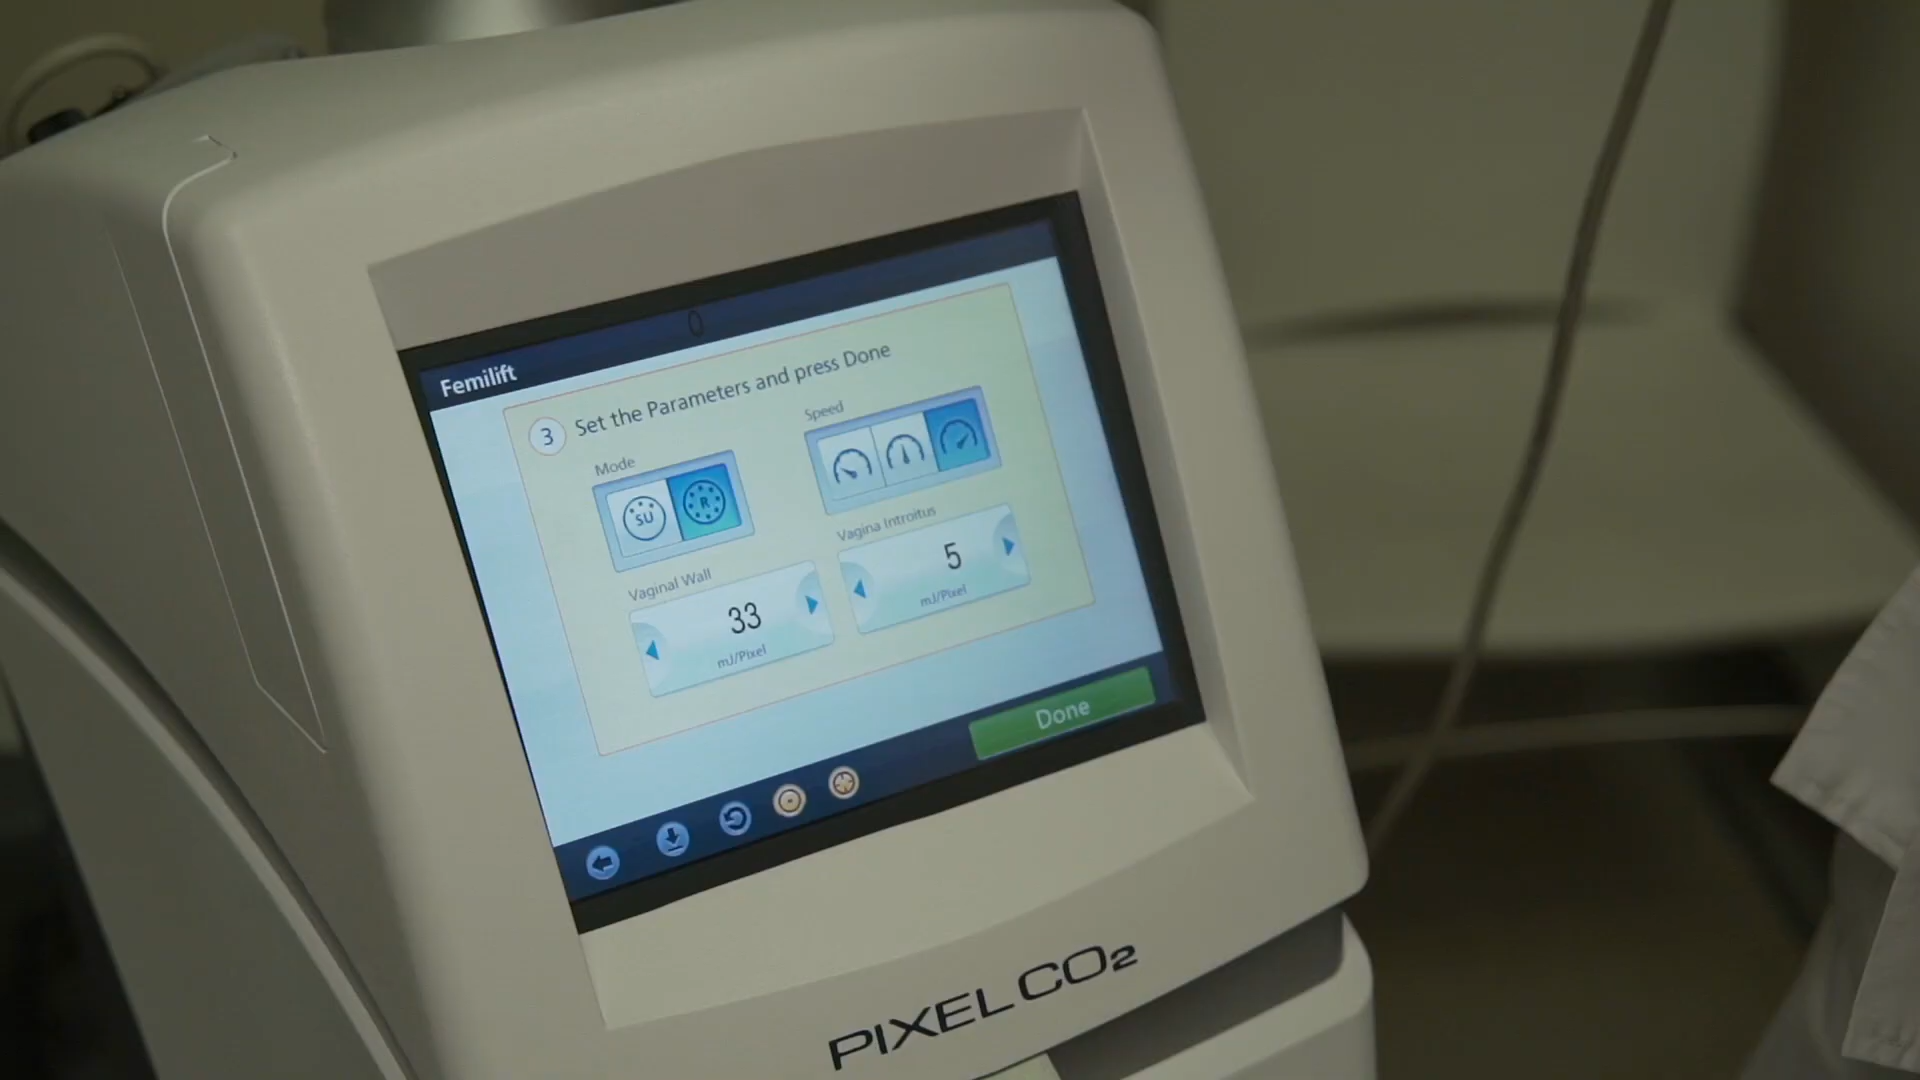 0
Femilift
3 Set the Parameters and press Done
Mode
Speed
SU R
Vaginal Wall
Vagina Introitus
33
5
mJ/Pixel
mJ/Pixel
Done
PIXEL CO2